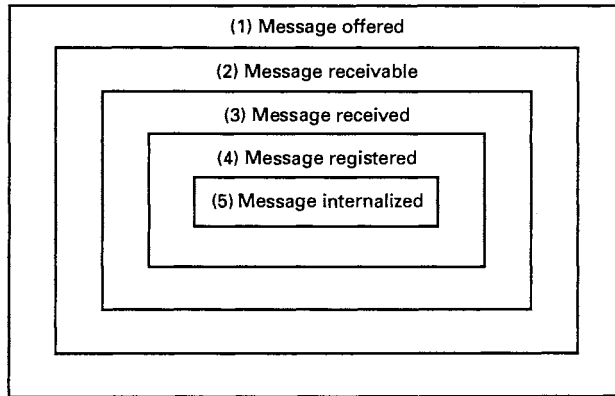 (1) Message offered
(2) Message receivable
(3) Message received
(4) Message registered
(5) Message internalized